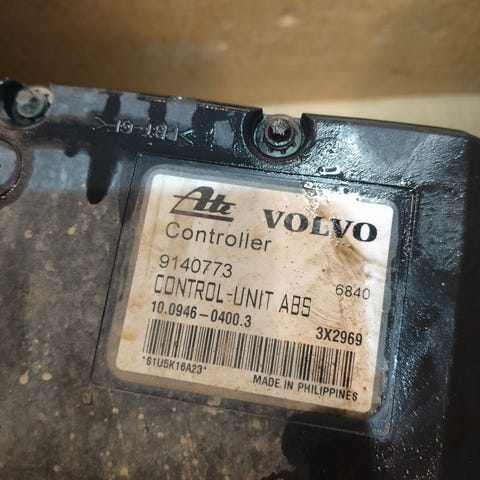 Ate VOLVO
Controller
9140773 6840
CONTROL-UNIT ABS
10.0946-0400.3 3X2969
*S1U5K16A23*
MADE IN PHILIPPINES